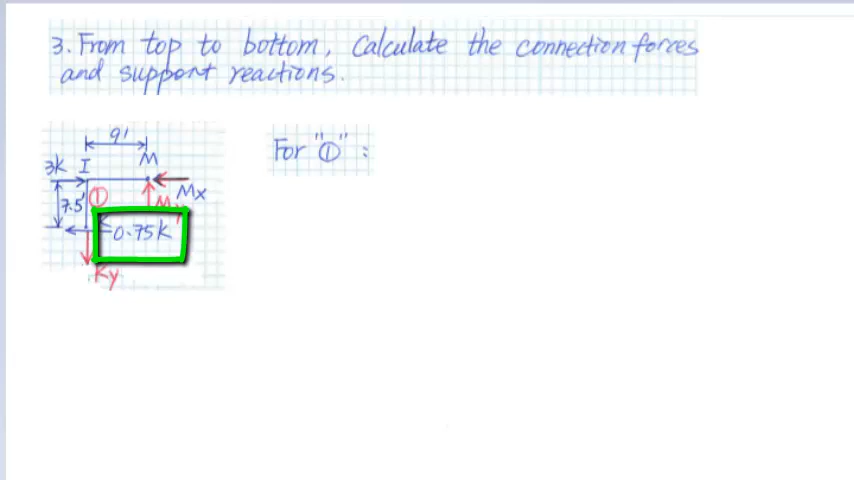 3. From top to bottom, Calculate the connection forces
and support reactions.
9'
For "①" :
3k I M
Mx
7.5' ①
0.75k
Ky